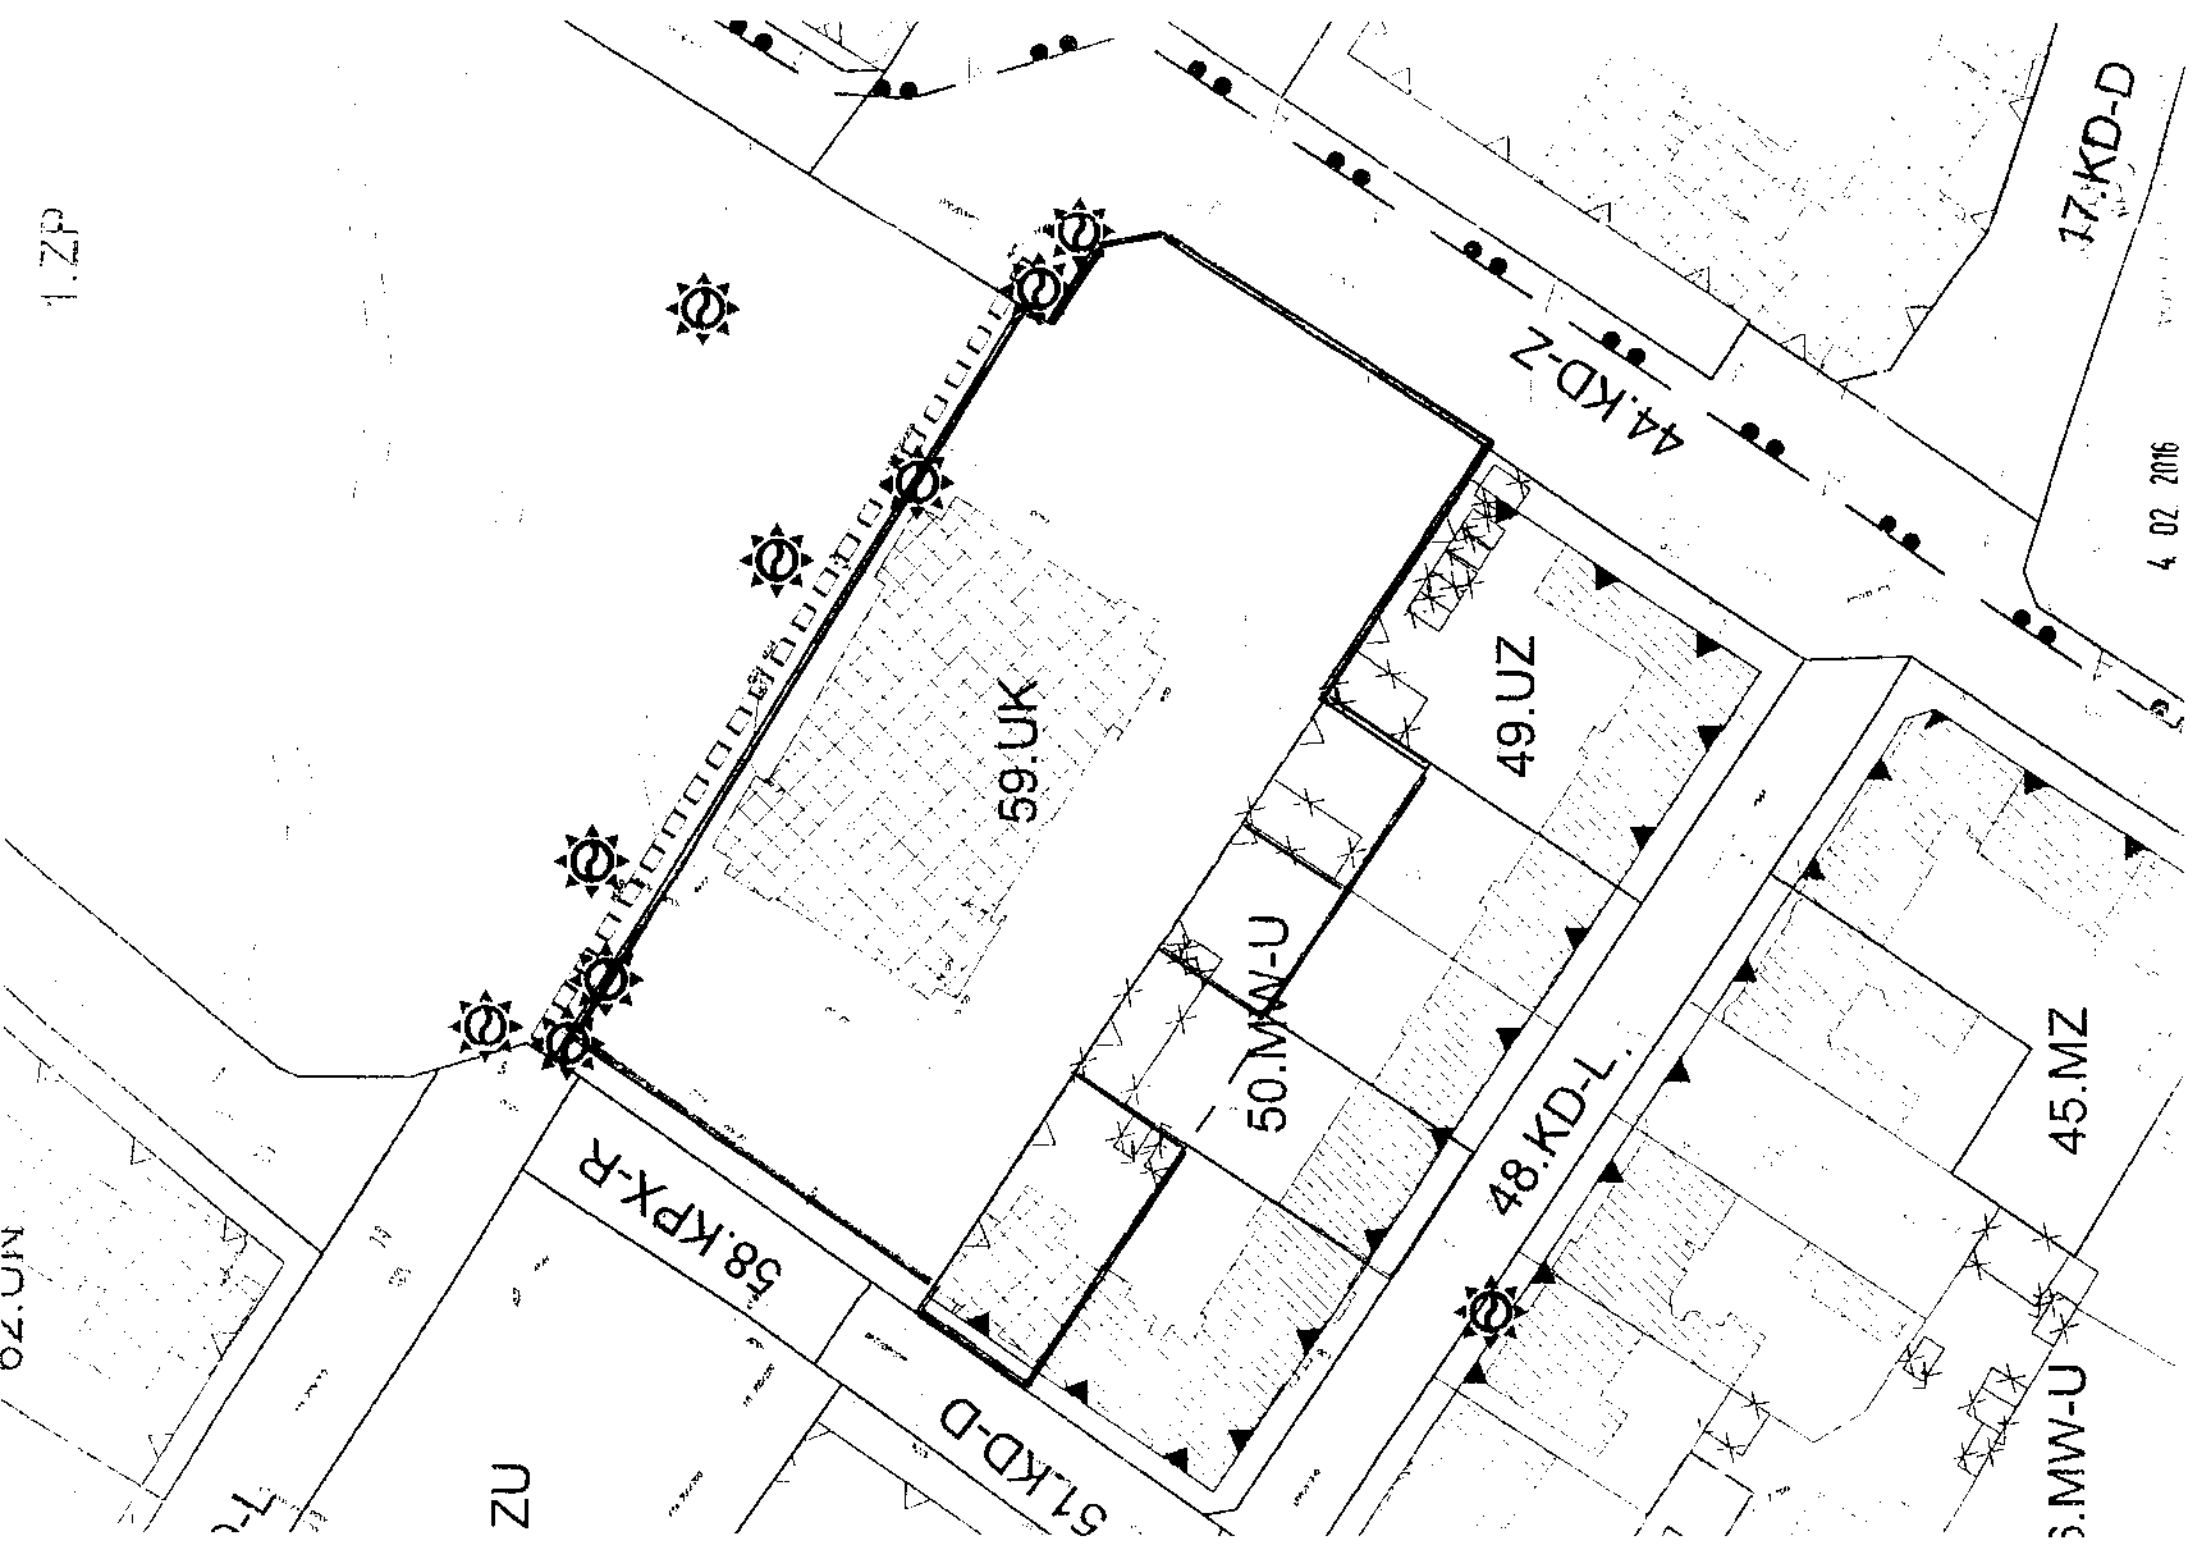 1.ZP
17.KD-D
44.KD-Z
4 02 2016
59.UK
49.UZ
50.MW-U
48.KD-L.
45.MZ
58.KPX-R
51.KD-D
ZU
.MW-U